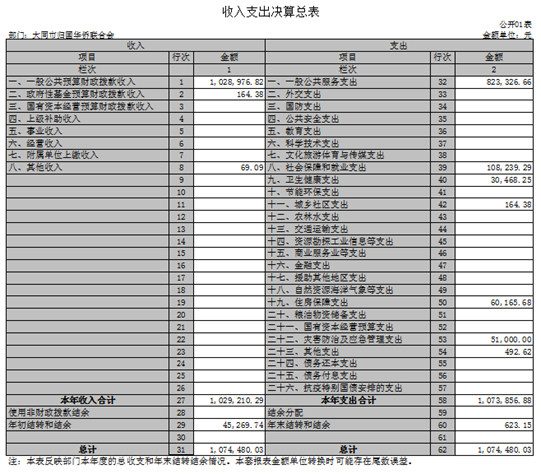 收入支出决算总表
公开01表
部门：大同市归国华侨联合会 金额单位：元
收入 支出
项目 行次 金额 项目 行次 金额
栏次 1 栏次 2
一、一般公共预算财政拨款收入 1 1,028,976.82 一、一般公共服务支出 32 823,326.66
二、政府性基金预算财政拨款收入 2 164.38 二、外交支出 33
三、国有资本经营预算财政拨款收入 3 三、国防支出 34
四、上级补助收入 4 四、公共安全支出 35
五、事业收入 5 五、教育支出 36
六、经营收入 6 六、科学技术支出 37
七、附属单位上缴收入 7 七、文化旅游体育与传媒支出 38
八、其他收入 8 69.09 八、社会保障和就业支出 39 108,239.29
9 九、卫生健康支出 40 30,468.25
10 十、节能环保支出 41
11 十一、城乡社区支出 42 164.38
12 十二、农林水支出 43
13 十三、交通运输支出 44
14 十四、资源勘探工业信息等支出 45
15 十五、商业服务业等支出 46
16 十六、金融支出 47
17 十七、援助其他地区支出 48
18 十八、自然资源海洋气象等支出 49
19 十九、住房保障支出 50 60,165.68
20 二十、粮油物资储备支出 51
21 二十一、国有资本经营预算支出 52
22 二十二、灾害防治及应急管理支出 53 51,000.00
23 二十三、其他支出 54 492.62
24 二十四、债务还本支出 55
25 二十五、债务付息支出 56
26 二十六、抗疫特别国债安排的支出 57
本年收入合计 27 1,029,210.29 本年支出合计 58 1,073,856.88
使用非财政拨款结余 28 结余分配 59
年初结转和结余 29 45,269.74 年末结转和结余 60 623.15
30 61
总计 31 1,074,480.03 总计 62 1,074,480.03
注：本表反映部门本年度的总收支和年末结转结余情况。本套报表金额单位转换时可能存在尾数误差。